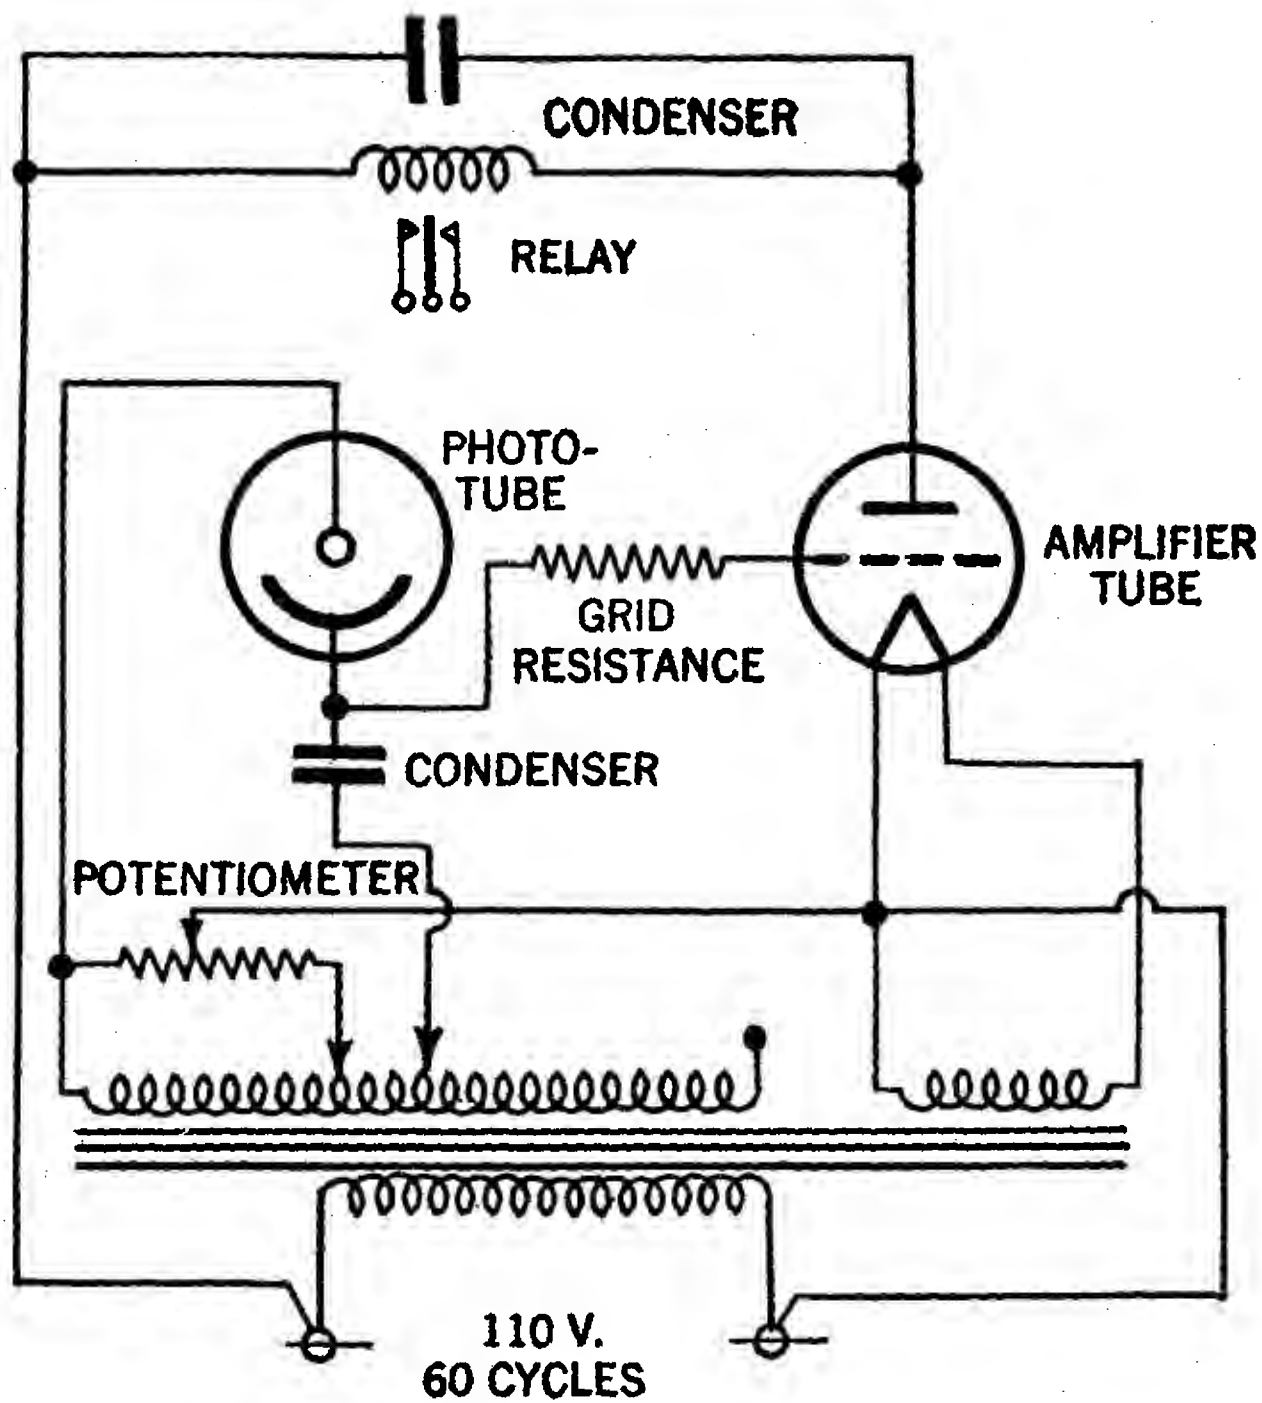 CONDENSER
RELAY
PHOTO-
TUBE
AMPLIFIER
TUBE
GRID
RESISTANCE
CONDENSER
POTENTIOMETER
110 V.
60 CYCLES